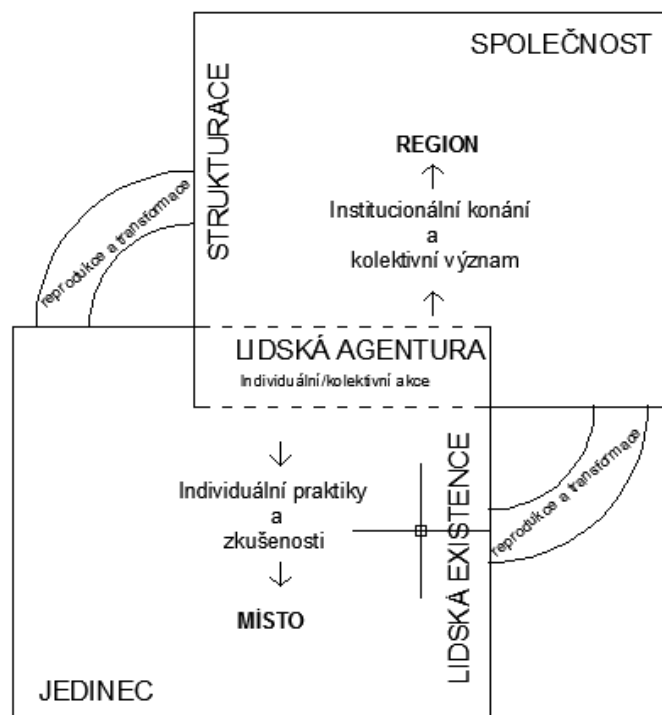 SPOLEČNOST
STRUKTURACE
REGION
Institucionální konání
a
kolektivní význam
reprodukce a transformace
LIDSKÁ AGENTURA
Individuální/kolektivní akce
Individuální praktiky
a
zkušenosti
MÍSTO
LIDSKÁ EXISTENCE
reprodukce a transformace
JEDINEC